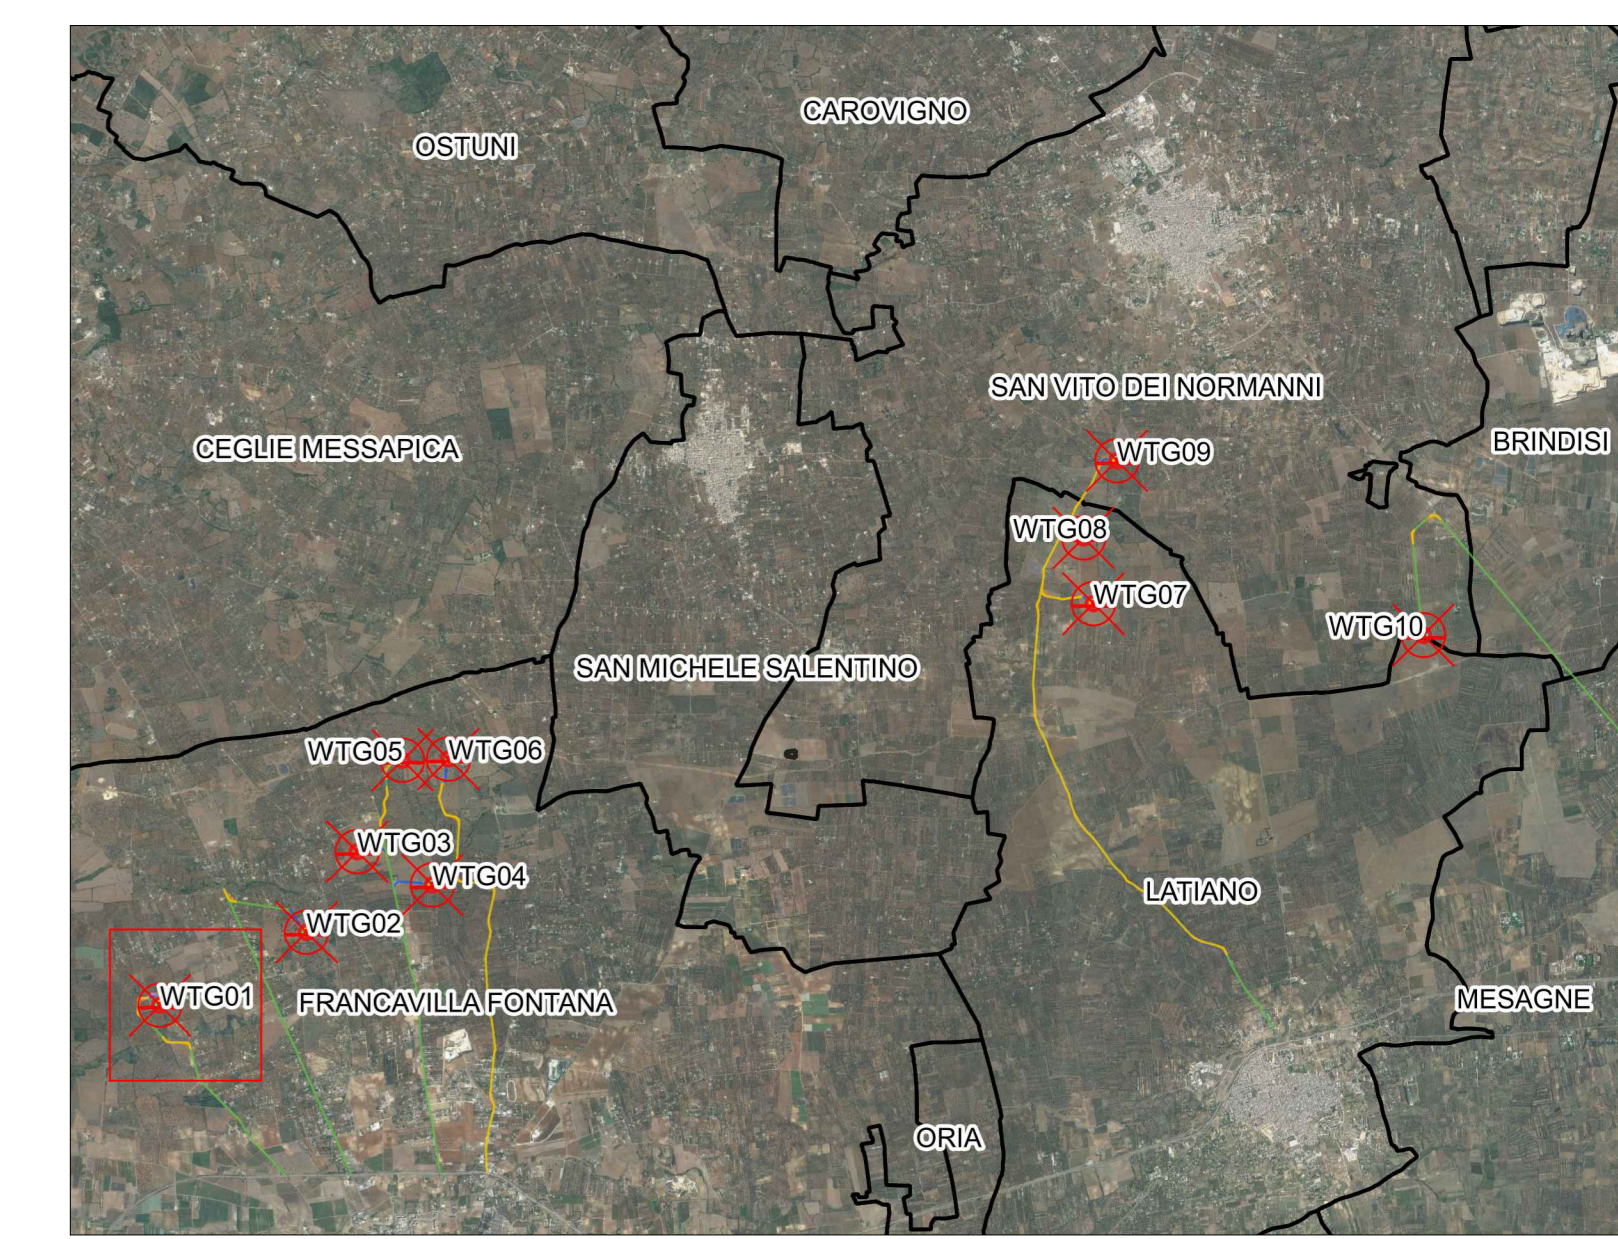 CAROVIGNO
OSTUNI
SAN VITO DEI NORMANNI
BRINDISI
CEGLIE MESSAPICA
WTG09
WTG08
WTG07
WTG10
SAN MICHELE SALENTINO
WTG05
WTG06
WTG03
WTG04
LATIANO
WTG02
WTG01
FRANCAVILLA FONTANA
MESAGNE
ORIA